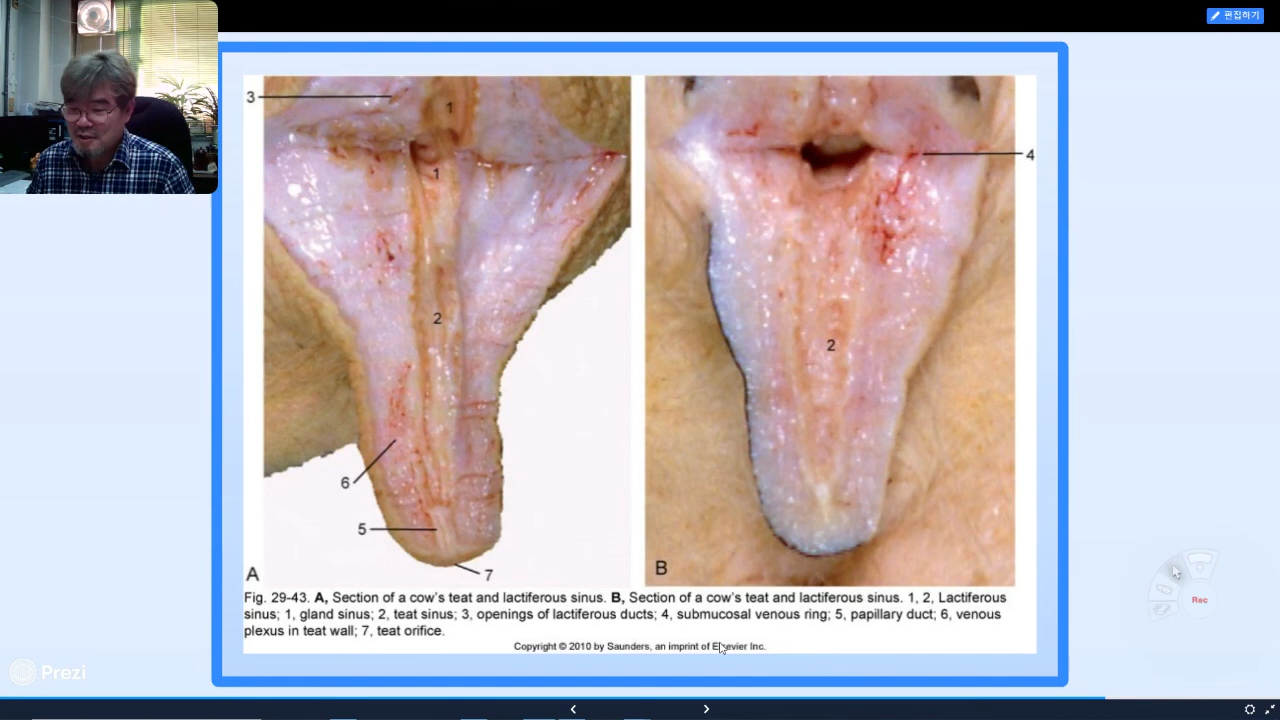 편집하기
3
1
1
4
2
2
6
5
7
A
B
Fig. 29-43. A, Section of a cow's teat and lactiferous sinus. B, Section of a cow's teat and lactiferous sinus. 1, 2, Lactiferous
sinus; 1, gland sinus; 2, teat sinus; 3, openings of lactiferous ducts; 4, submucosal venous ring; 5, papillary duct; 6, venous
plexus in teat wall; 7, teat orifice.
Copyright © 2010 by Saunders, an imprint of Elsevier Inc.
Rec
Prezi